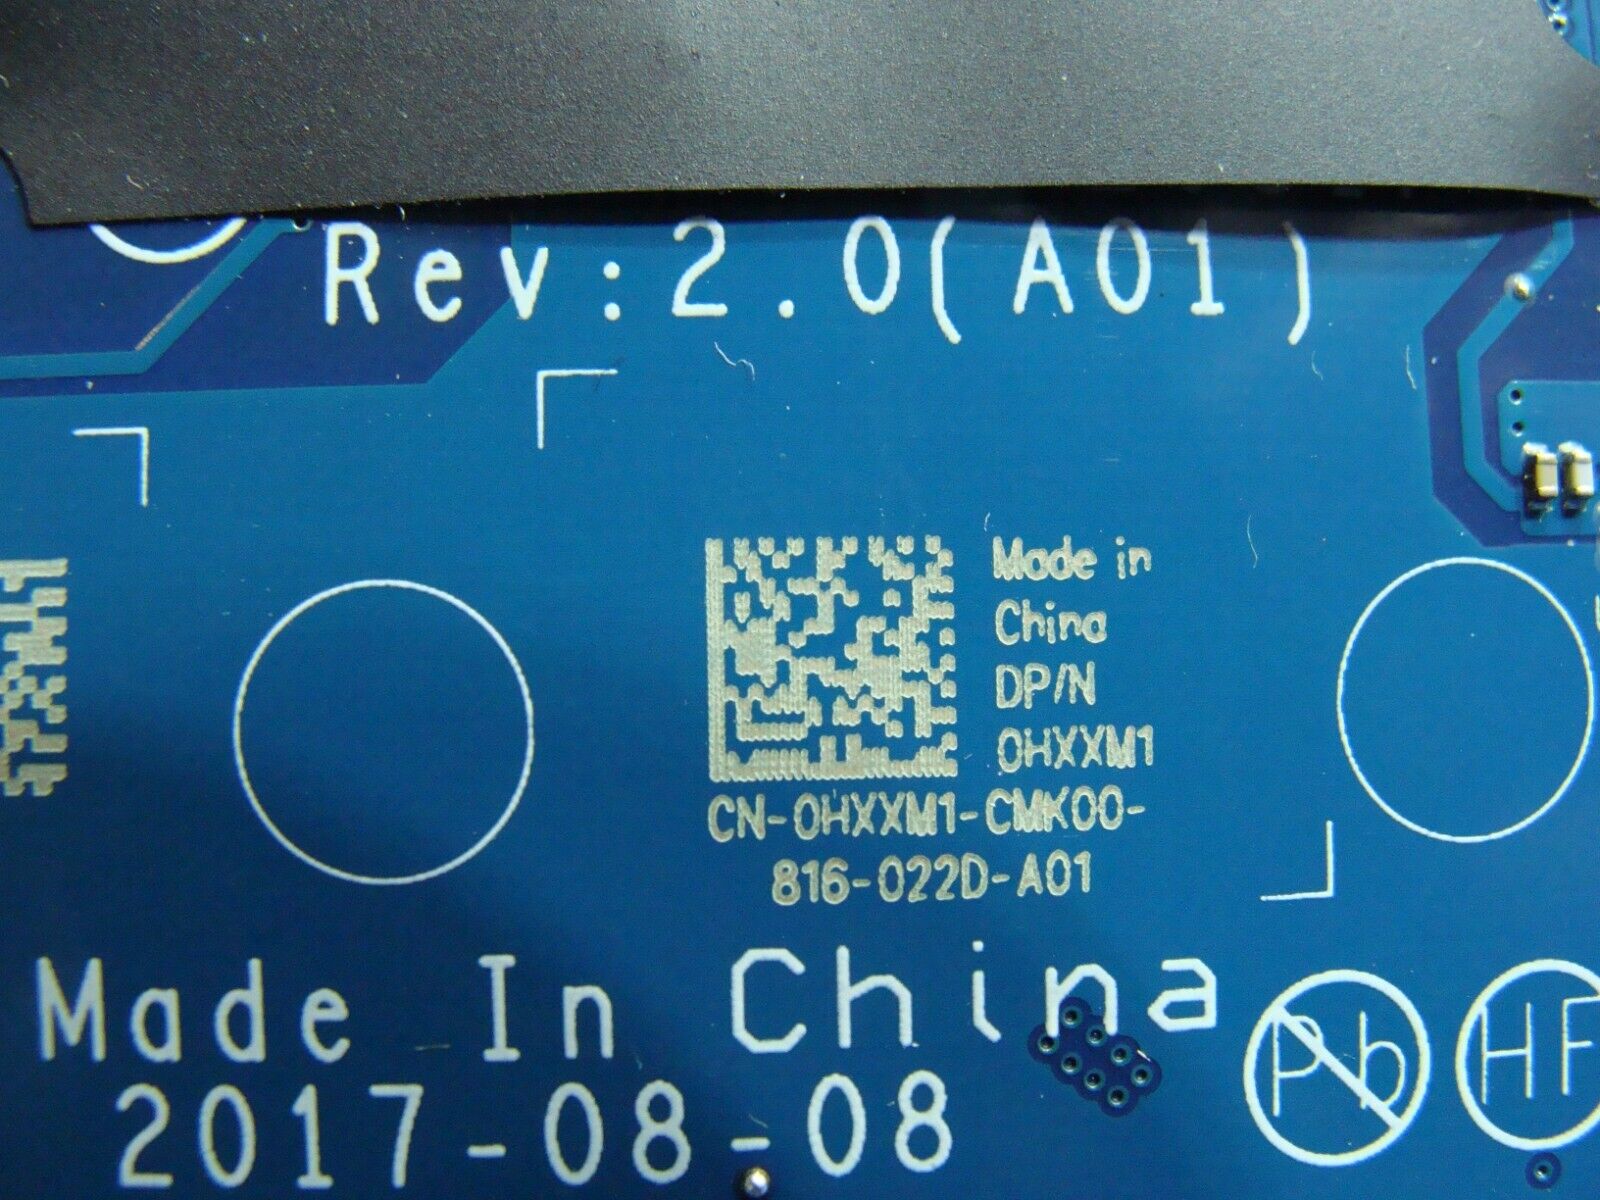 Rev:2.0(A01)
Made in
China
DP/N
0HXXM1
CN-0HXXM1-CMK00-
816-022D-A01
Made In China
2017-08-08
Pb
HF